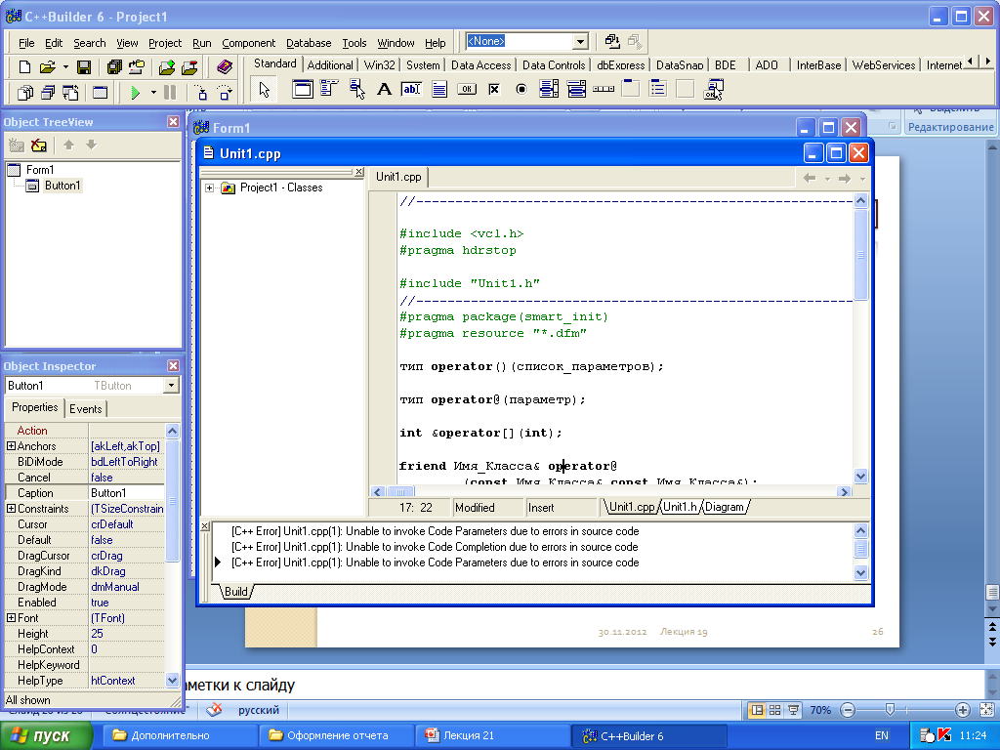 C++Builder 6 - Project1
File Edit Search View Project Run Component Database Tools Window Help <None>
Standard Additional Win32 System Data Access Data Controls dbExpress DataSnap BDE ADO InterBase WebServices Internet
Object TreeView
Form1
Button1
Редактирование
Form1
Unit1.cpp
Project1 - Classes
Unit1.cpp
//
#include <vcl.h>
#pragma hdrstop
#include "Unit1.h"
//
#pragma package(smart_init)
#pragma resource "*.dfm"
тип operator()(список_параметров);
тип operator@(параметр);
int &operator[](int);
friend Имя_Класса& operator@
(const Имя_Класса& const Имя_Класса&);
17: 22 Modified Insert Unit1.cpp Unit1.h Diagram
Object Inspector
Button1 TButton
Properties Events
Action
Anchors [akLeft,akTop]
BiDiMode bdLeftToRight
Cancel false
Caption Button1
Constraints (TSizeConstrain
Cursor crDefault
Default false
DragCursor crDrag
DragKind dkDrag
DragMode dmManual
Enabled true
Font (TFont)
Height 25
HelpContext 0
HelpKeyword
HelpType htContext
All shown
[C++ Error] Unit1.cpp(1): Unable to invoke Code Parameters due to errors in source code
[C++ Error] Unit1.cpp(1): Unable to invoke Code Completion due to errors in source code
[C++ Error] Unit1.cpp(1): Unable to invoke Code Parameters due to errors in source code
Build
30.11.2012 Лекция 19 26
аметки к слайду
русский 70%
пуск Дополнительно Оформление отчета Лекция 21 C++Builder 6 EN 11:24